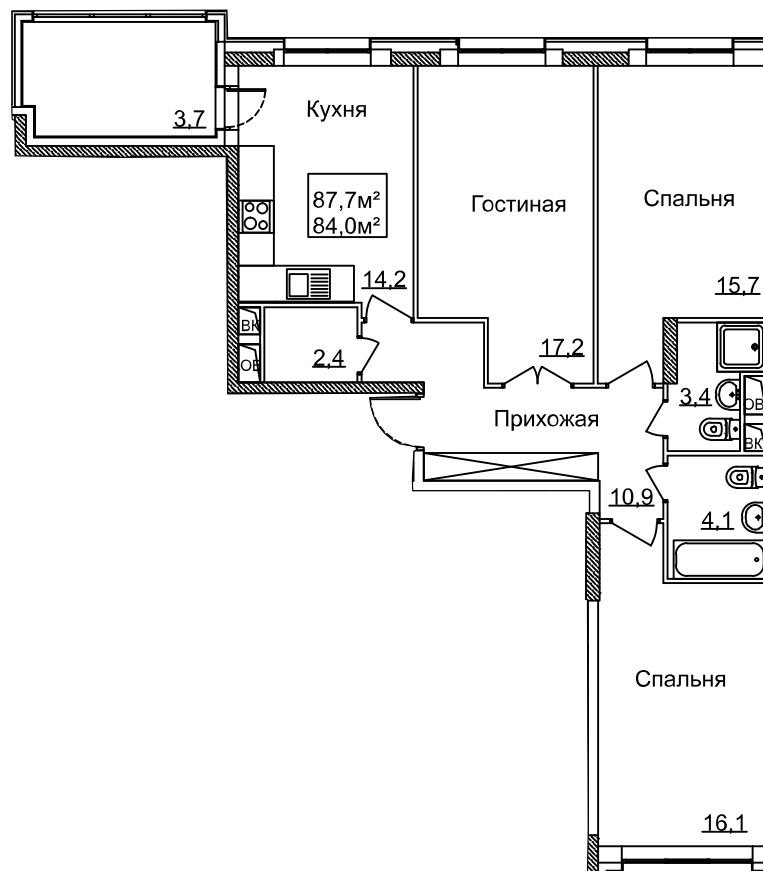 3,7
Кухня
87,7м²
84,0м²
Гостиная
Спальня
14,2
15,7
ВК
ОВ
2,4
17,2
3,4
ОВ
Прихожая
ВК
10,9
4,1
Спальня
16,1